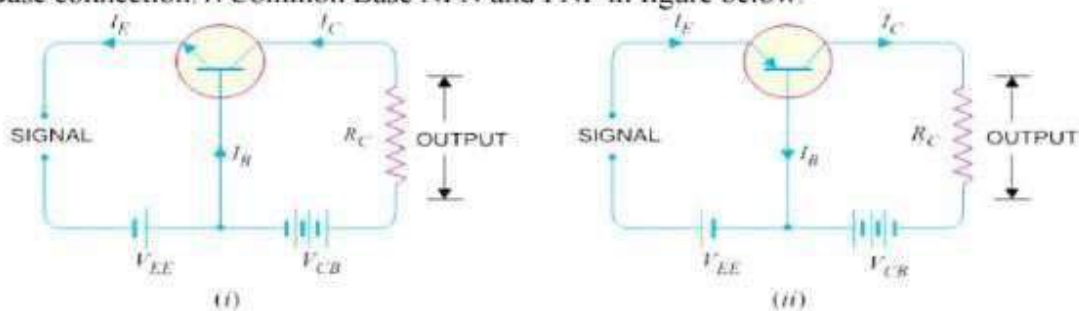 Base connection. A Common Base NPN and PNP in figure below.
I_E I_C I_E I_C
SIGNAL R_C OUTPUT SIGNAL R_C OUTPUT
I_B I_B
V_EE V_CB V_EE V_CB
(i) (ii)